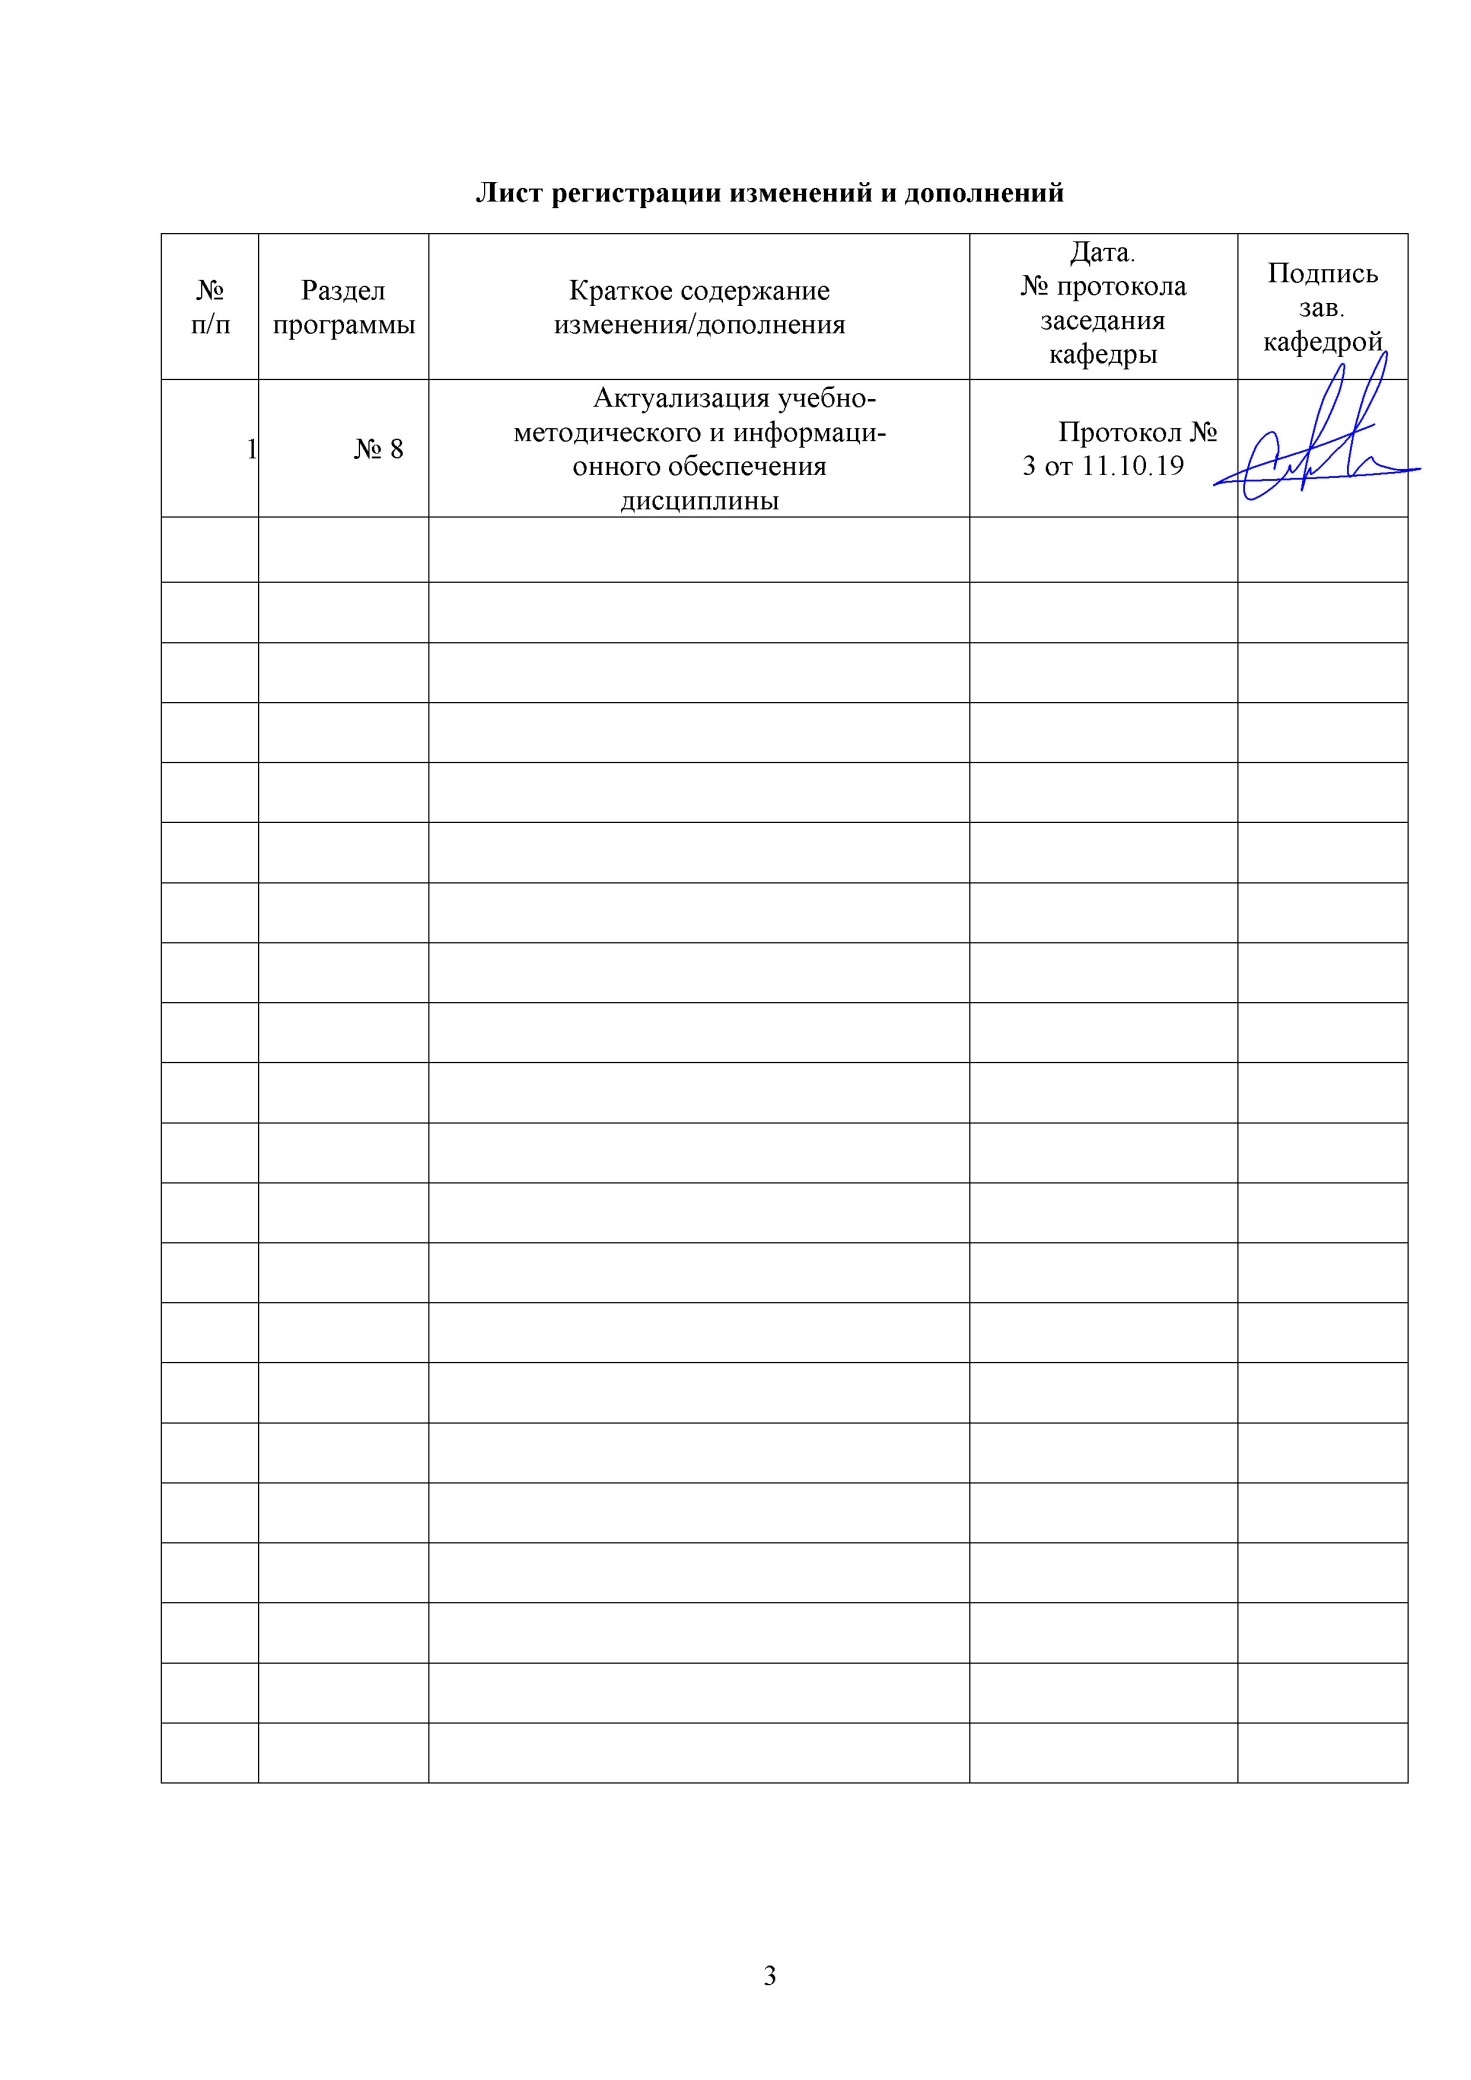 Лист регистрации изменений и дополнений
№
п/п
Раздел
программы
Краткое содержание
изменения/дополнения
Дата.
№ протокола
заседания
кафедры
Подпись
зав.
кафедрой
1
№ 8
Актуализация учебно-
методического и информаци-
онного обеспечения
дисциплины
Протокол №
3 от 11.10.19
3